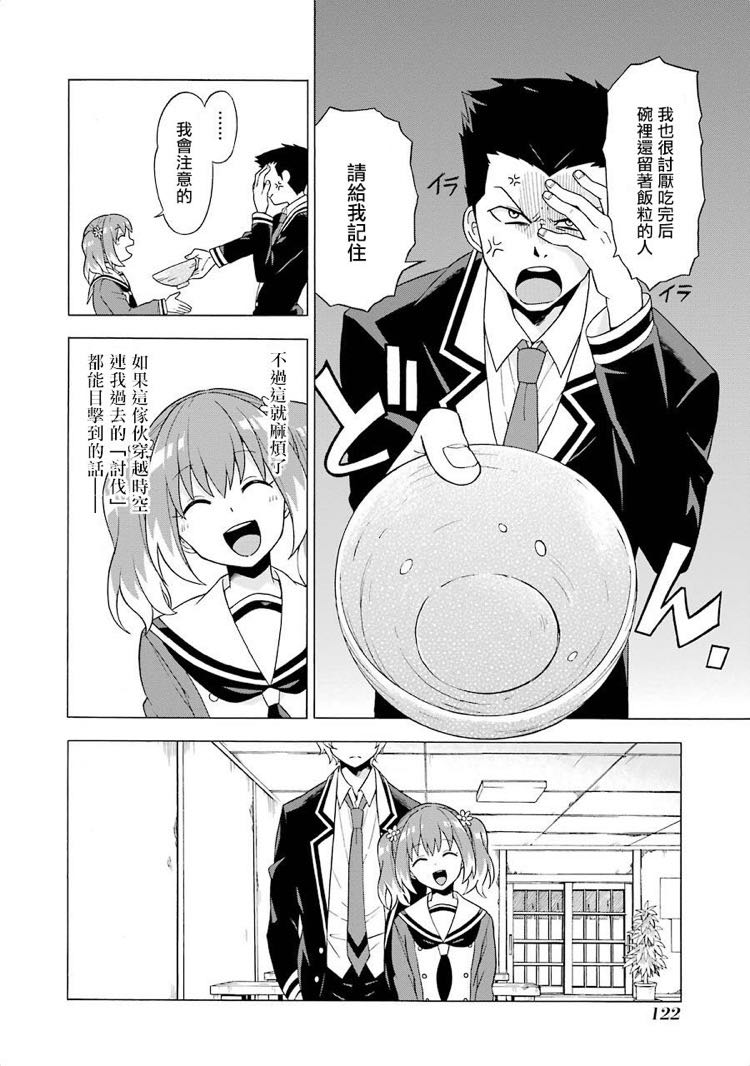 我也很討厭吃完后
碗裡還留著飯粒的人
請給我記住
イラ
イラ
どん.
……
我會注意的
不過這就麻煩了
如果這傢伙穿越時空
連我過去的「討伐」
都能目擊到的話——
122